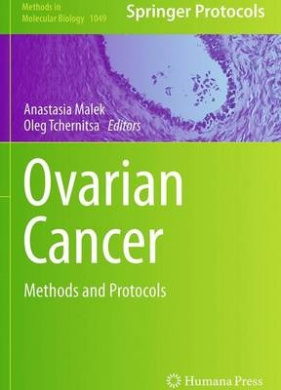 Methods in
Molecular Biology 1049
Springer Protocols
Anastasia Malek
Oleg Tchernitsa Editors
Ovarian
Cancer
Methods and Protocols
Humana Press